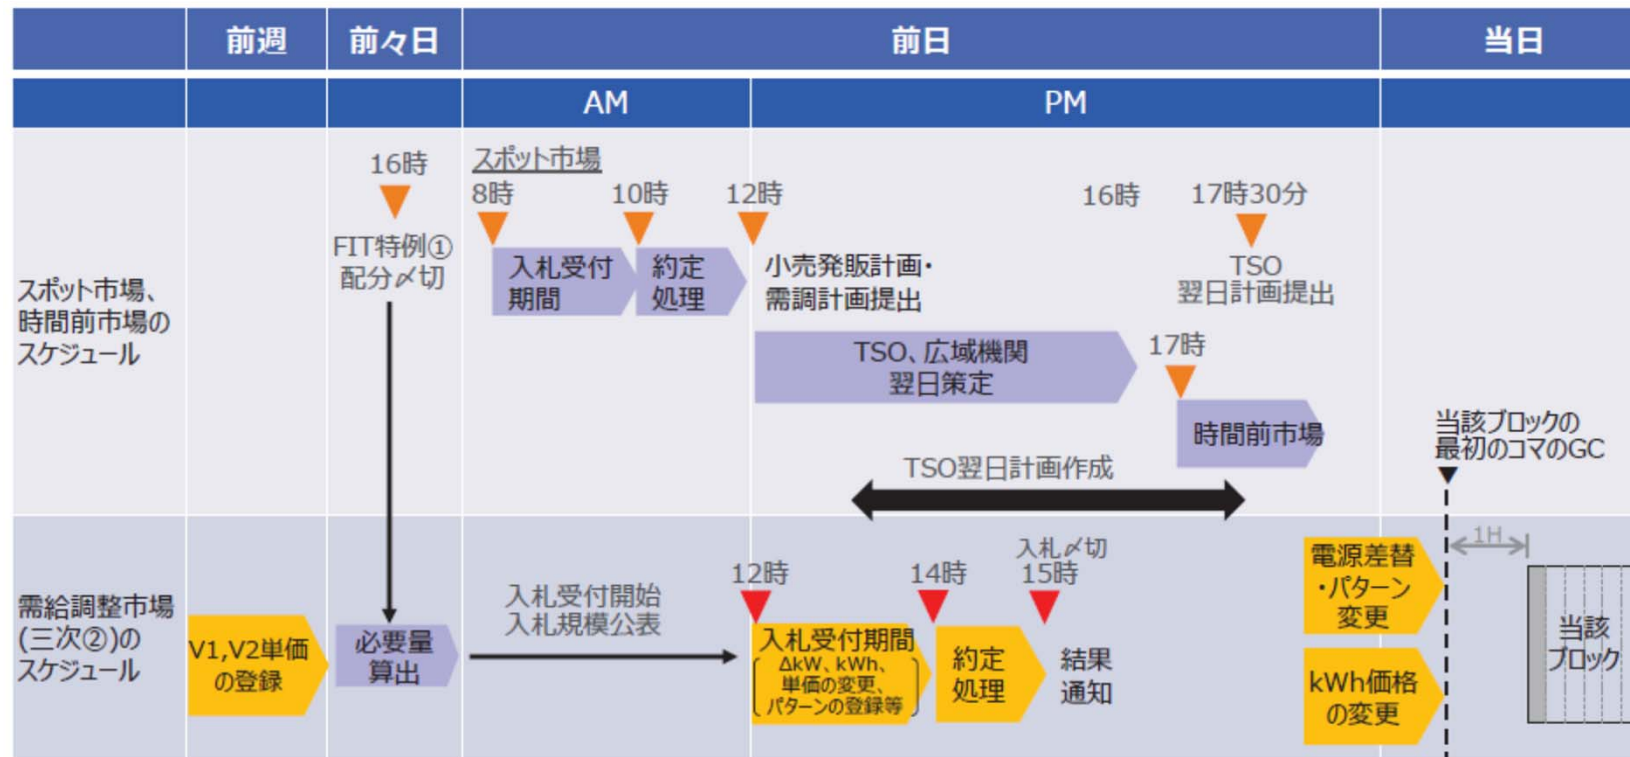 前週
前々日
前日
当日
AM
PM
スポット市場、
時間前市場の
スケジュール
16時
FIT特例①
配分〆切
スポット市場
8時
10時
12時
入札受付
期間
約定
処理
小売発販計画・
需調計画提出
16時
17時30分
TSO
翌日計画提出
TSO、広域機関
翌日策定
17時
時間前市場
TSO翌日計画作成
当該ブロックの
最初のコマのGC
1H
需給調整市場
(三次②)の
スケジュール
V1,V2単価
の登録
必要量
算出
入札受付開始
入札規模公表
12時
入札受付期間
ΔkW、kWh、
単価の変更、
パターンの登録等
14時
約定
処理
入札〆切
15時
結果
通知
電源差替
・パターン
変更
kWh価格
の変更
当該
ブロック